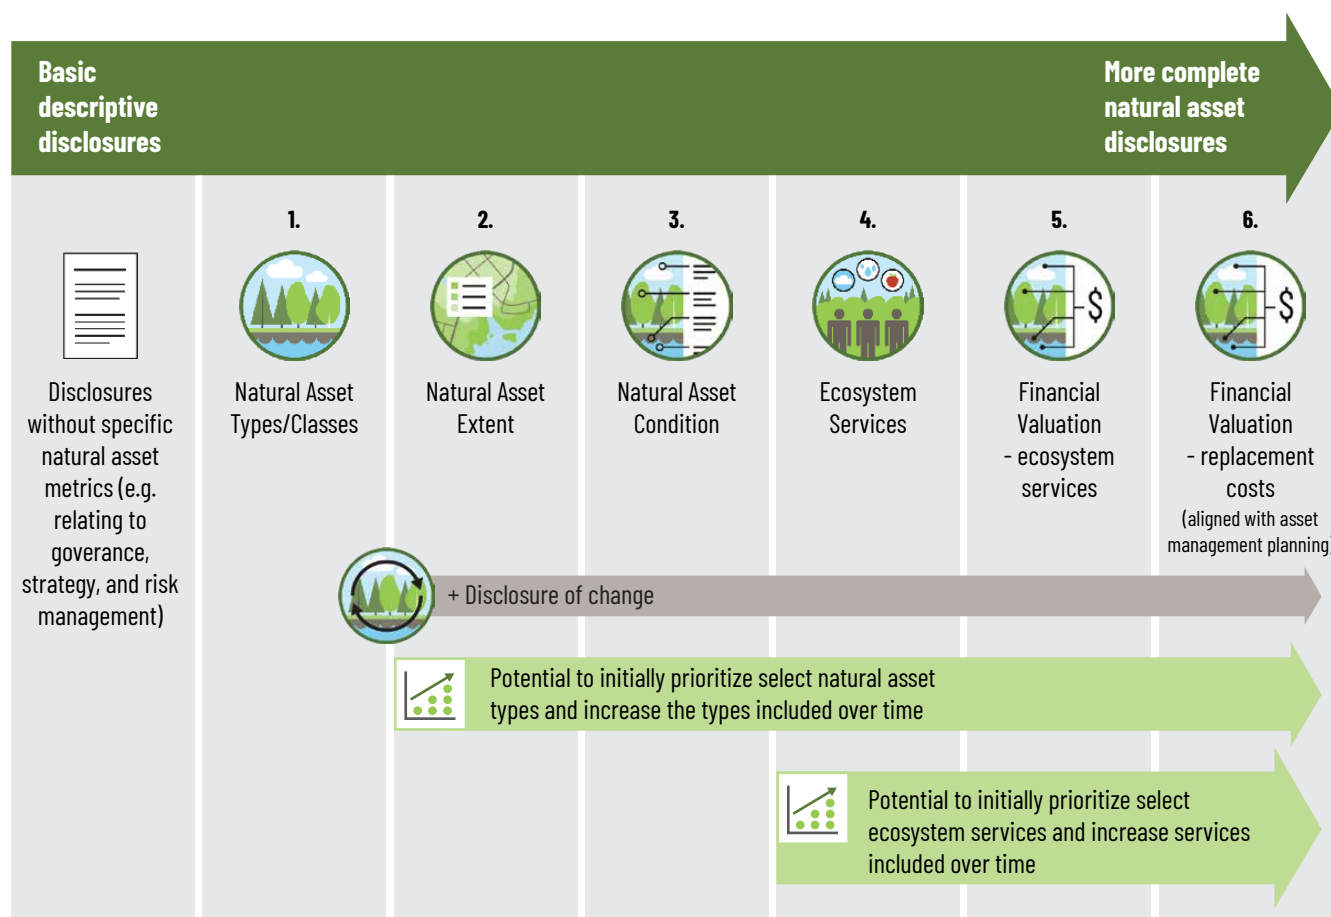 Basic
descriptive
disclosures
More complete
natural asset
disclosures
Disclosures
without specific
natural asset
metrics (e.g.
relating to
goverance,
strategy, and risk
management)
1.
Natural Asset
Types/Classes
2.
Natural Asset
Extent
3.
Natural Asset
Condition
4.
Ecosystem
Services
5.
Financial
Valuation
- ecosystem
services
6.
Financial
Valuation
- replacement
costs
(aligned with asset
management planning)
$
$
+ Disclosure of change
Potential to initially prioritize select natural asset
types and increase the types included over time
Potential to initially prioritize select
ecosystem services and increase services
included over time